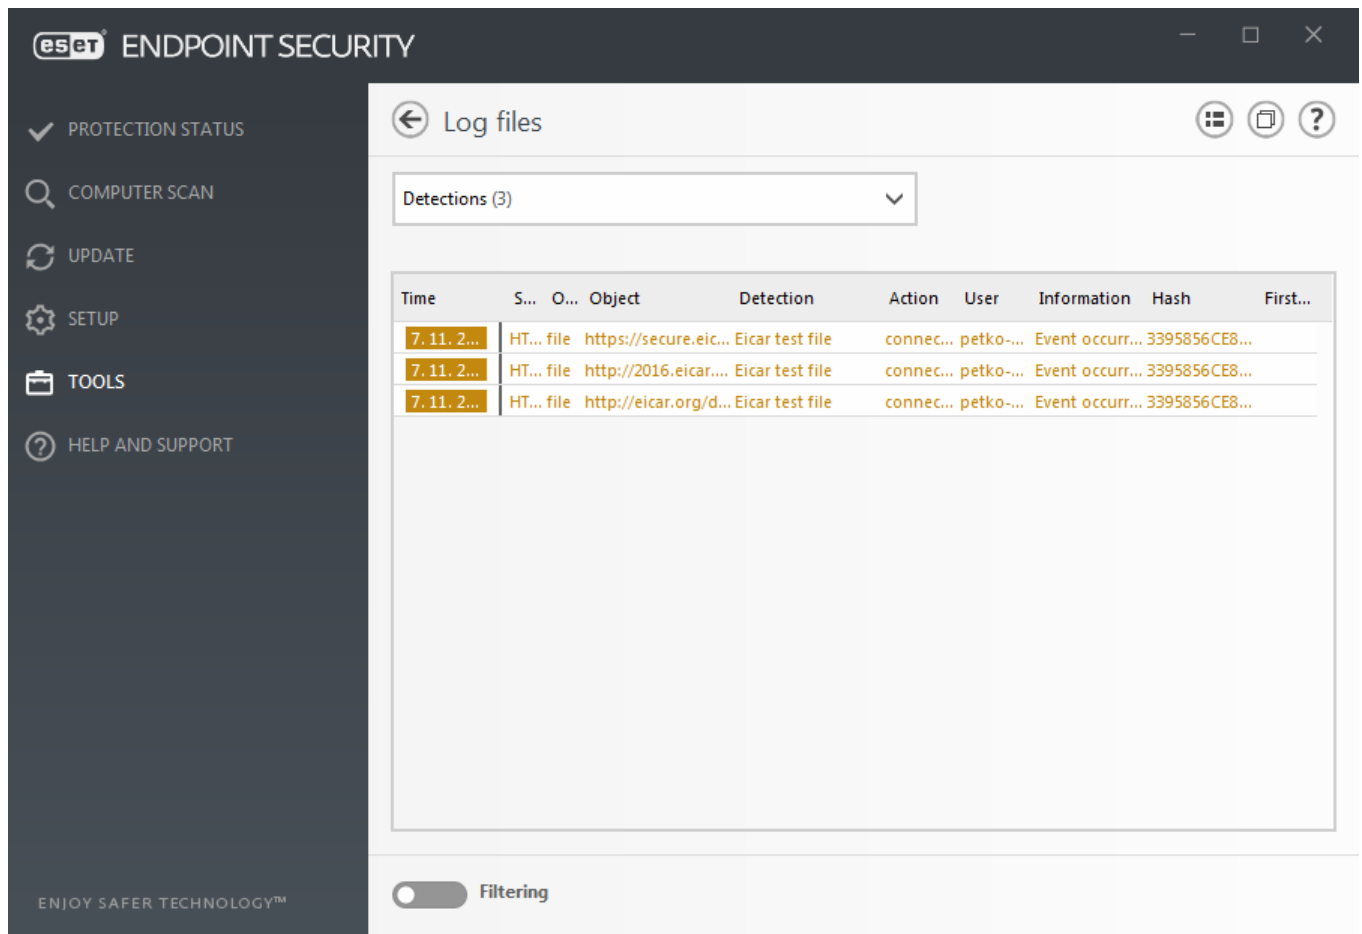 eset ENDPOINT SECURITY
PROTECTION STATUS
COMPUTER SCAN
UPDATE
SETUP
TOOLS
HELP AND SUPPORT
ENJOY SAFER TECHNOLOGY™
Log files
?
Detections (3)
Time S... O... Object Detection Action User Information Hash First...
7. 11. 2... HT... file https://secure.eic... Eicar test file connec... petko-... Event occurr... 3395856CE8...
7. 11. 2... HT... file http://2016.eicar.... Eicar test file connec... petko-... Event occurr... 3395856CE8...
7. 11. 2... HT... file http://eicar.org/d... Eicar test file connec... petko-... Event occurr... 3395856CE8...
Filtering